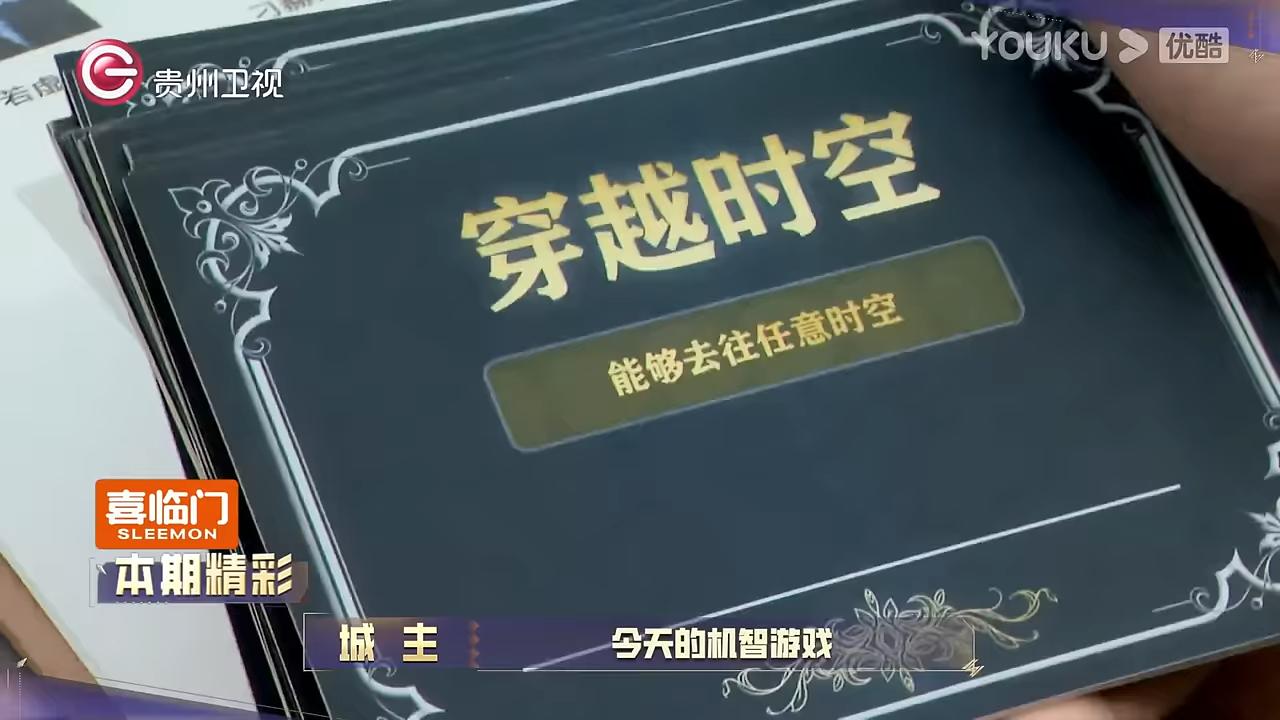 贵州卫视
YOUKU 优酷
穿越时空
能够去往任意时空
喜临门
SLEEMON
本期精彩
城主
今天的机智游戏